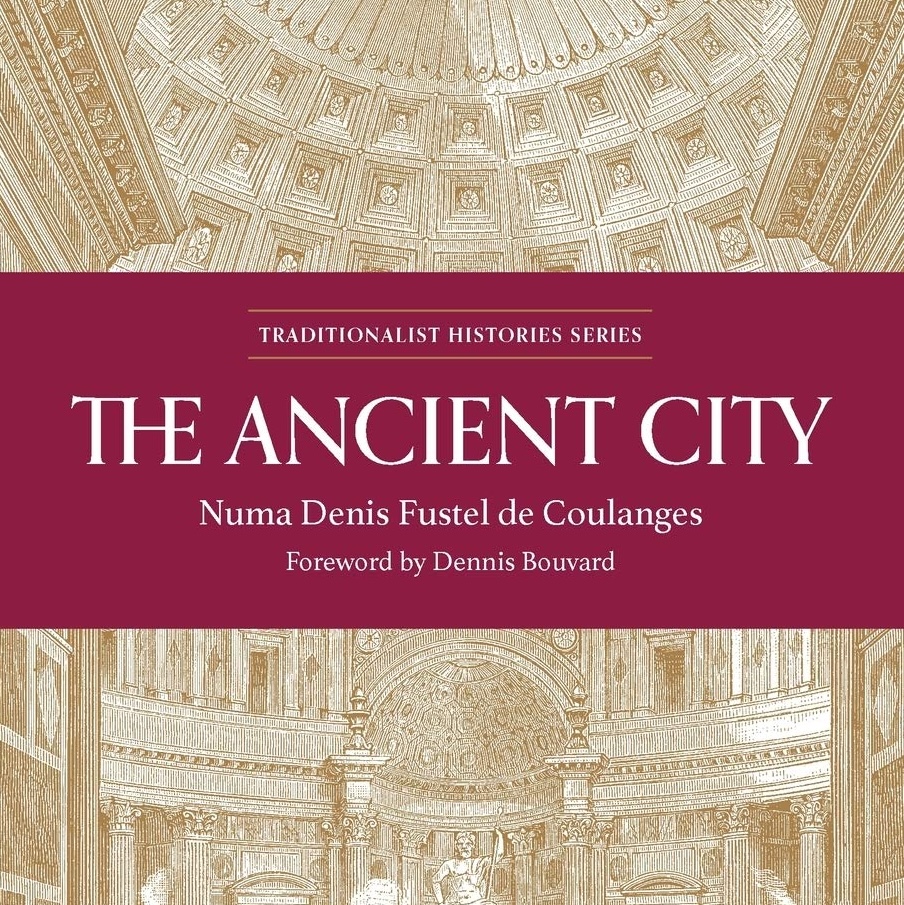 TRADITIONALIST HISTORIES SERIES
THE ANCIENT CITY
Numa Denis Fustel de Coulanges
Foreword by Dennis Bouvard